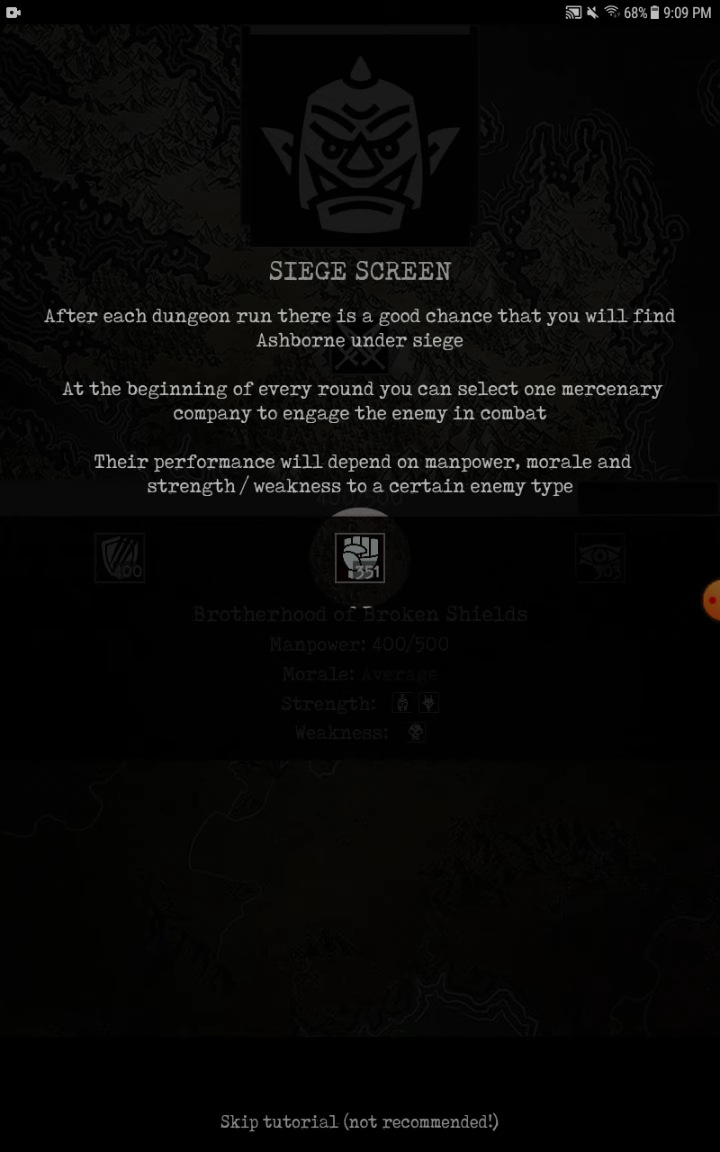 68% 9:09 PM
SIEGE SCREEN
After each dungeon run there is a good chance that you will find
Ashborne under siege
At the beginning of every round you can select one mercenary
company to engage the enemy in combat
Their performance will depend on manpower, morale and
strength / weakness to a certain enemy type
400 351 303
Brotherhood of Broken Shields
Manpower: 400/500
Morale: Average
Strength:
Weakness:
Skip tutorial (not recommended!)